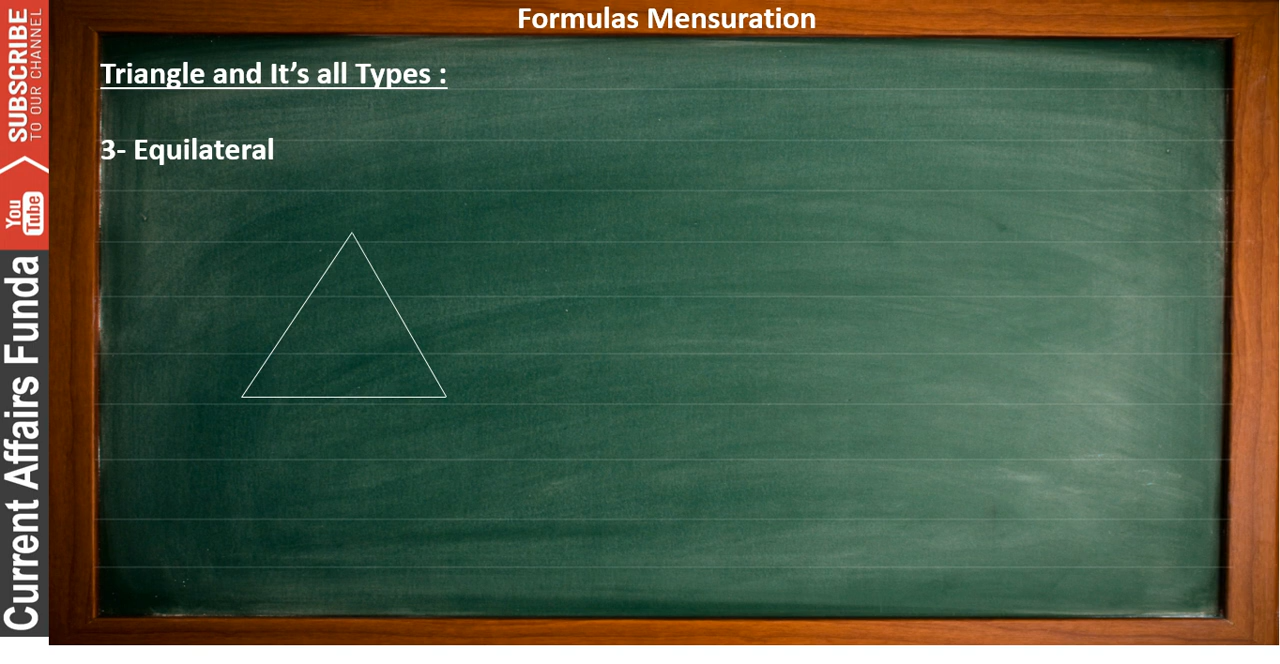 Formulas Mensuration
Triangle and It’s all Types :
3- Equilateral
SUBSCRIBE
TO OUR CHANNEL
You
Tube
Current Affairs Funda